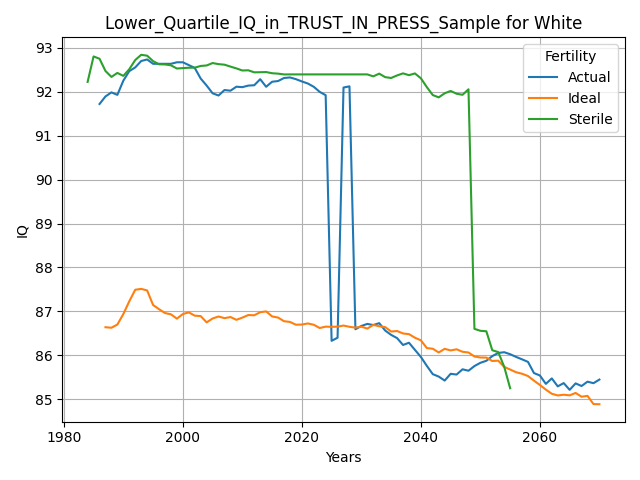 Lower_Quartile_IQ_in_TRUST_IN_PRESS_Sample for White
Fertility
Actual
Ideal
Sterile
93
92
91
90
89
88
87
86
85
IQ
1980
2000
2020
2040
2060
Years